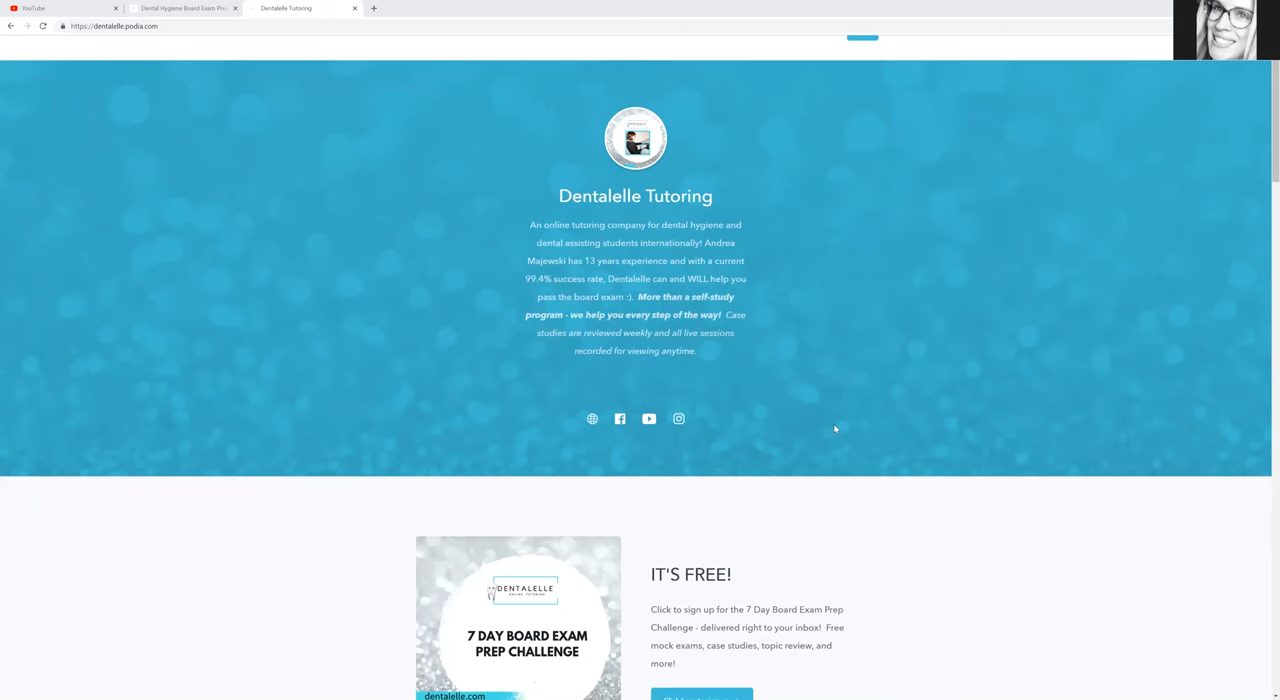 YouTube
Dental Hygiene Board Exam Prep
Dentalelle Tutoring
https://dentalelle.podia.com
Dentalelle Tutoring
An online tutoring company for dental hygiene and
dental assisting students internationally! Andrea
Majewski has 13 years experience and with a current
99.4% success rate, Dentalelle can and WILL help you
pass the board exam :). More than a self-study
program - we help you every step of the way! Case
studies are reviewed weekly and all live sessions
recorded for viewing anytime.
DENTALELLE
ONLINE TUTORING
7 DAY BOARD EXAM
PREP CHALLENGE
dentalelle.com
IT'S FREE!
Click to sign up for the 7 Day Board Exam Prep
Challenge - delivered right to your inbox! Free
mock exams, case studies, topic review, and
more!